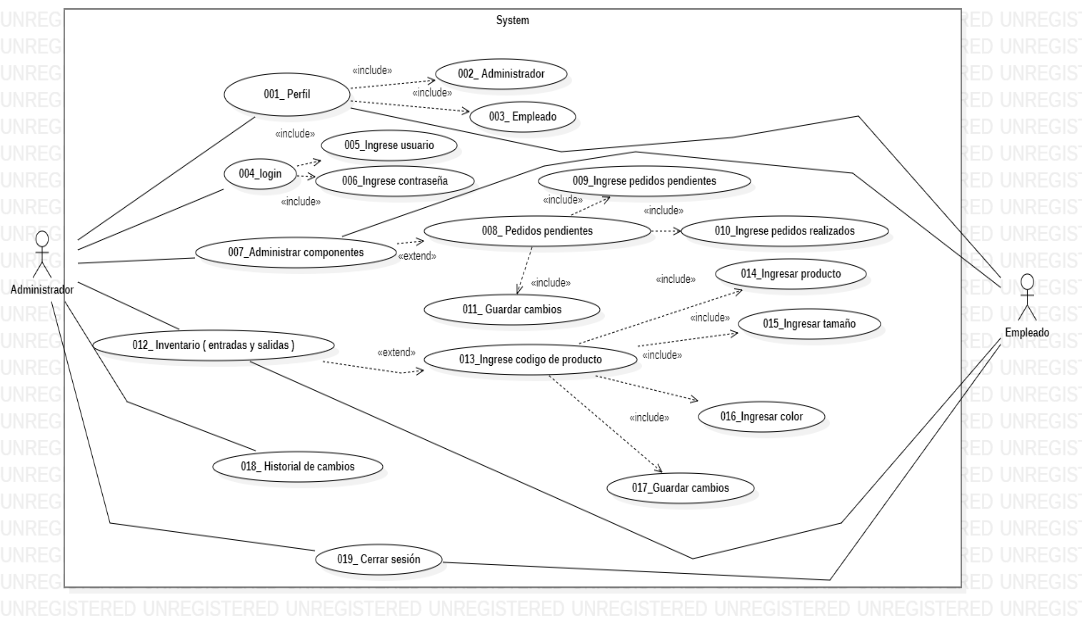 System
«include»
002_ Administrador
001_ Perfil
«include»
003_ Empleado
«include»
005_Ingrese usuario
004_login
006_Ingrese contraseña
009_Ingrese pedidos pendientes
«include»
«include»
«include»
008_ Pedidos pendientes
010_Ingrese pedidos realizados
007_Administrar componentes
«extend»
014_Ingresar producto
«include»
«include»
Administrador
011_ Guardar cambios
«include»
015_Ingresar tamaño
Empleado
012_ Inventario ( entradas y salidas )
«extend»
013_Ingrese codigo de producto
«include»
016_Ingresar color
«include»
018_ Historial de cambios
017_Guardar cambios
019_ Cerrar sesión
UNREGISTERED UNREGISTERED UNREGISTERED UNREGISTERED UNREGISTERED UNREGISTERED UNREGISTERED UNREGIS